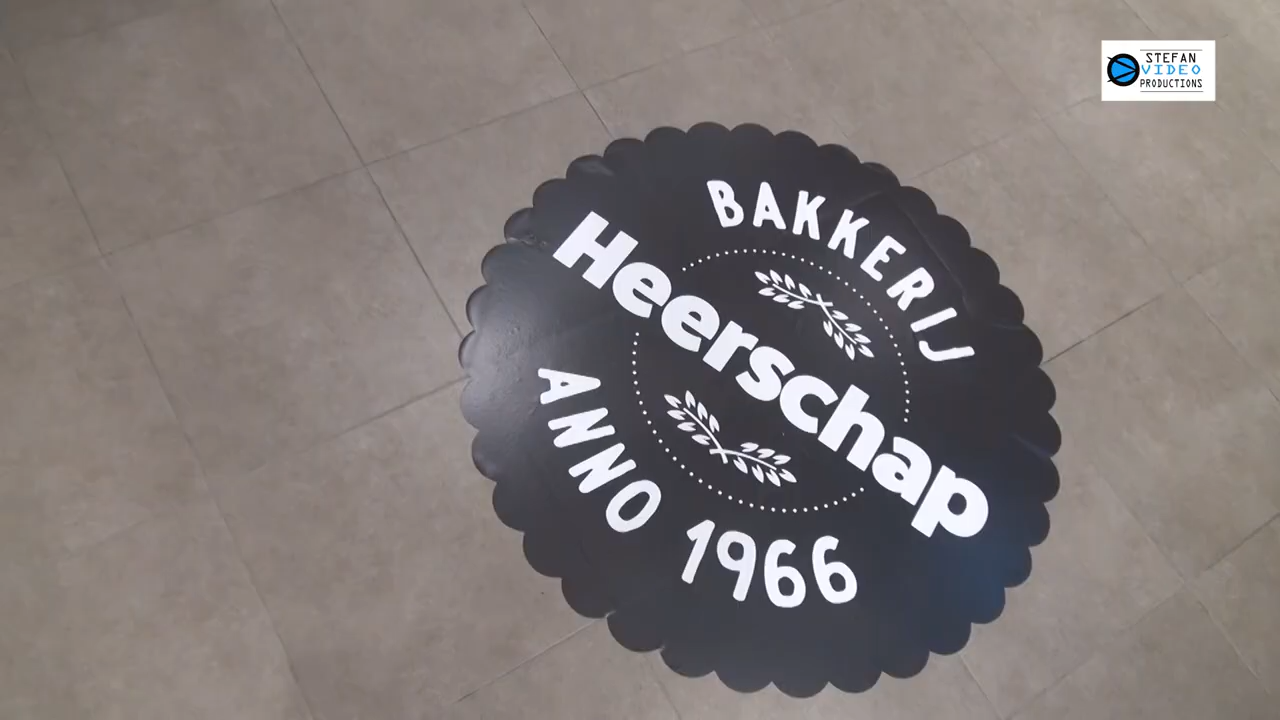 BAKKERIJ
Heerschap
ANNO 1966
STEFAN
VIDEO
PRODUCTIONS